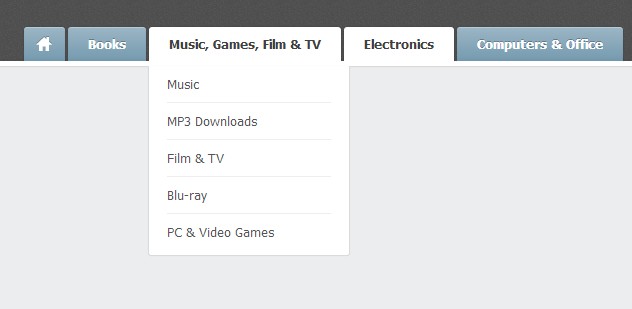 Books Music, Games, Film & TV Electronics Computers & Office
Music
MP3 Downloads
Film & TV
Blu-ray
PC & Video Games